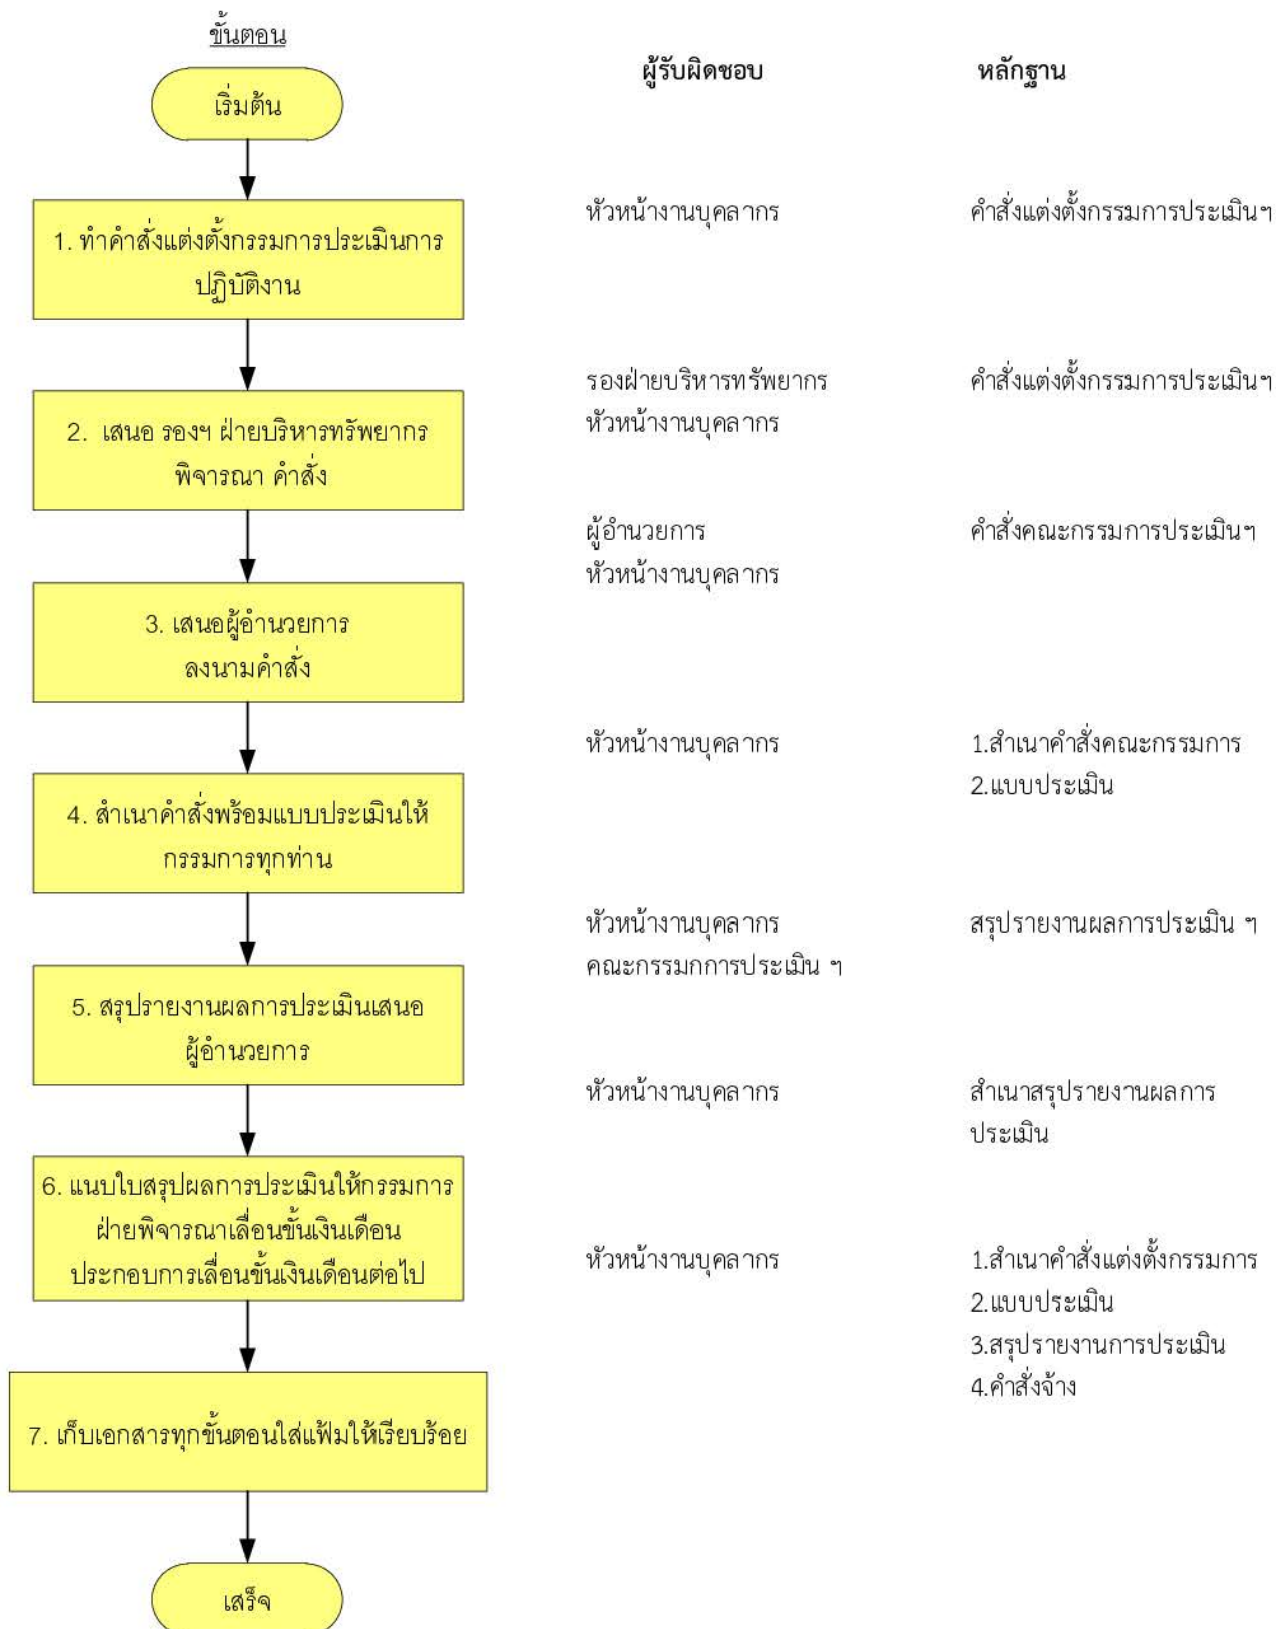 ขั้นตอน
ผู้รับผิดชอบ
หลักฐาน
เริ่มต้น
หัวหน้างานบุคลากร
คำสั่งแต่งตั้งกรรมการประเมินฯ
1. ทำคำสั่งแต่งตั้งกรรมการประเมินการ
ปฏิบัติงาน
รองฝ่ายบริหารทรัพยากร
หัวหน้างานบุคลากร
คำสั่งแต่งตั้งกรรมการประเมินฯ
2. เสนอ รองฯ ฝ่ายบริหารทรัพยากร
พิจารณา คำสั่ง
ผู้อำนวยการ
หัวหน้างานบุคลากร
คำสั่งคณะกรรมการประเมินฯ
3. เสนอผู้อำนวยการ
ลงนามคำสั่ง
หัวหน้างานบุคลากร
1.สำเนาคำสั่งคณะกรรมการ
2.แบบประเมิน
4. สำเนาคำสั่งพร้อมแบบประเมินให้
กรรมการทุกท่าน
หัวหน้างานบุคลากร
คณะกรรมกการประเมิน ฯ
สรุปรายงานผลการประเมิน ฯ
5. สรุปรายงานผลการประเมินเสนอ
ผู้อำนวยการ
หัวหน้างานบุคลากร
สำเนาสรุปรายงานผลการ
ประเมิน
6. แนบใบสรุปผลการประเมินให้กรรมการ
ฝ่ายพิจารณาเลื่อนขั้นเงินเดือน
ประกอบการเลื่อนขั้นเงินเดือนต่อไป
หัวหน้างานบุคลากร
1.สำเนาคำสั่งแต่งตั้งกรรมการ
2.แบบประเมิน
3.สรุปรายงานการประเมิน
4.คำสั่งจ้าง
7. เก็บเอกสารทุกขั้นตอนใส่แฟ้มให้เรียบร้อย
เสร็จ